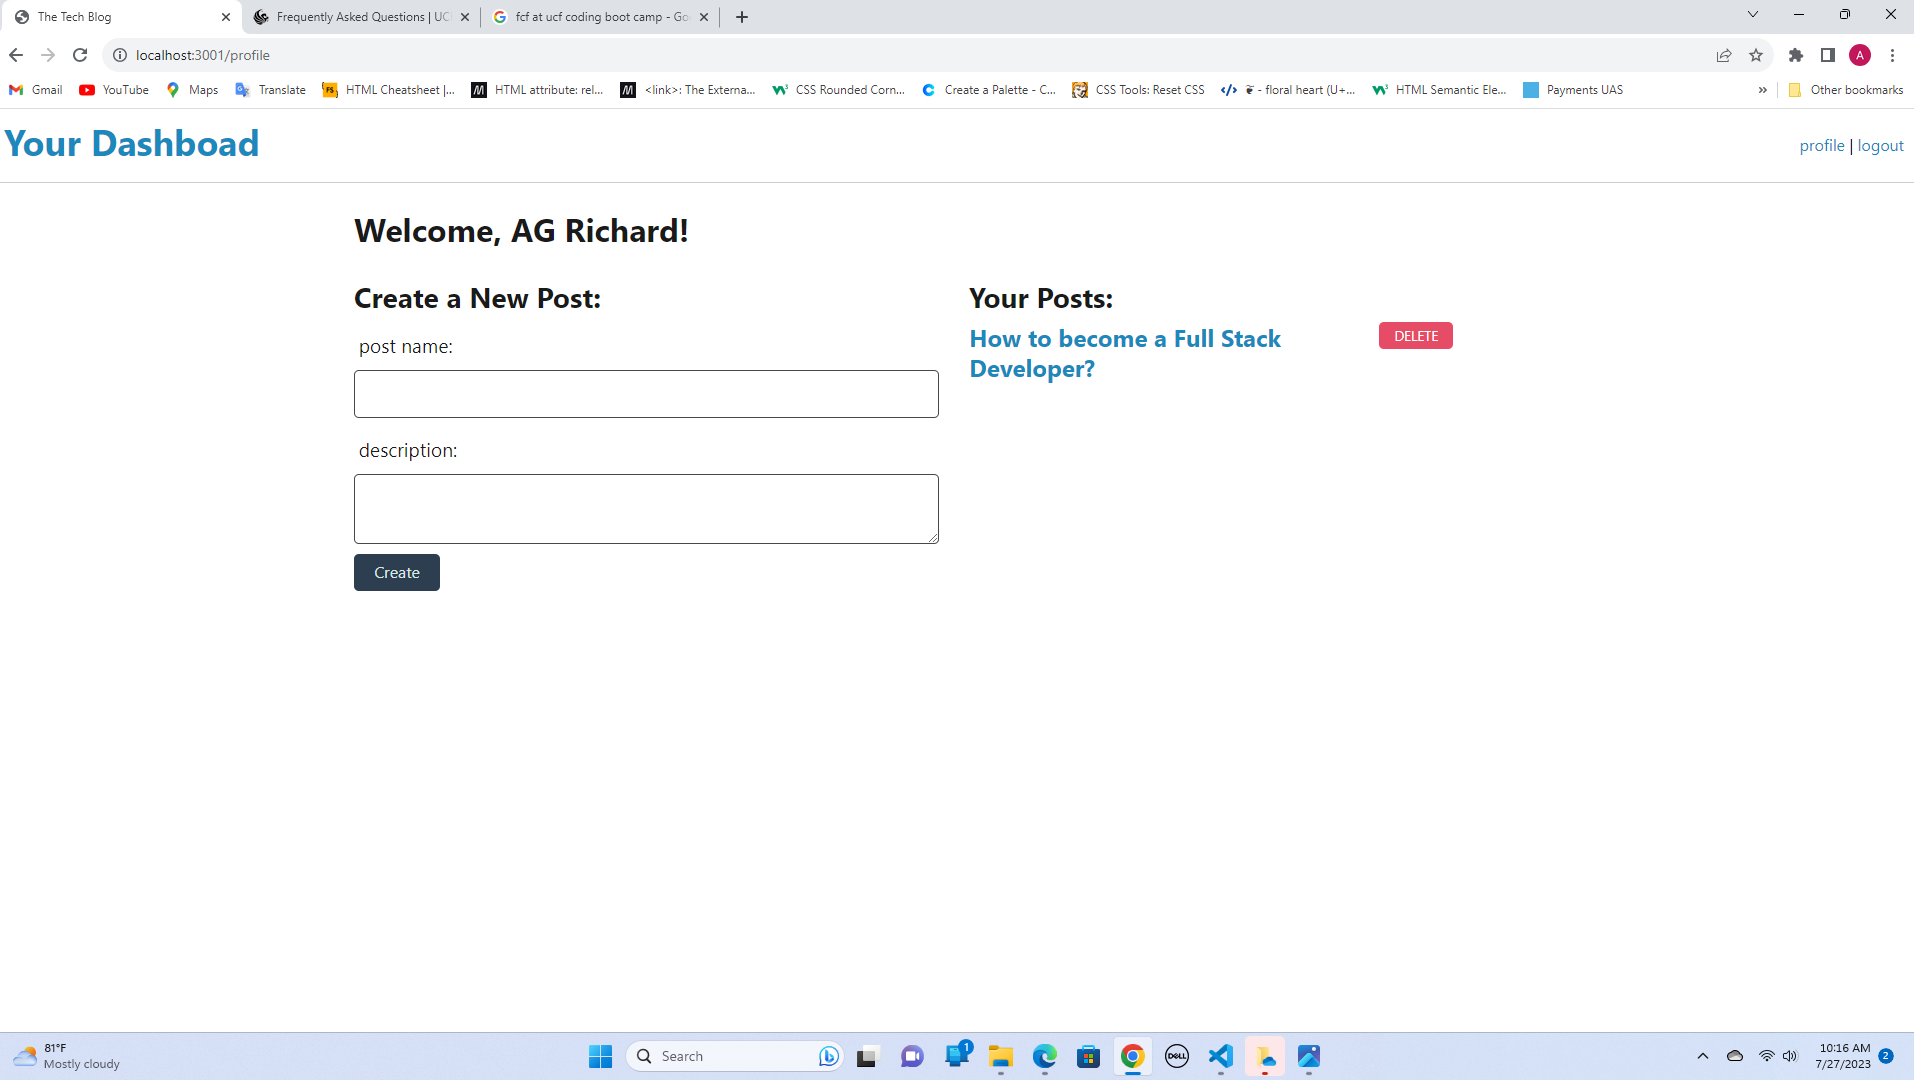 The Tech Blog
Frequently Asked Questions | UC
fcf at ucf coding boot camp - Go
localhost:3001/profile
A
Gmail
YouTube
Maps
Translate
HTML Cheatsheet |...
HTML attribute: rel...
<link>: The Externa...
CSS Rounded Corn...
Create a Palette - C...
CSS Tools: Reset CSS
❦ - floral heart (U+...
HTML Semantic Ele...
Payments UAS
»
Other bookmarks
Your Dashboad
profile | logout
Welcome, AG Richard!
Create a New Post:
post name:
description:
Create
Your Posts:
How to become a Full Stack
Developer?
DELETE
81°F
Mostly cloudy
Search
1
DELL
10:16 AM
7/27/2023
2